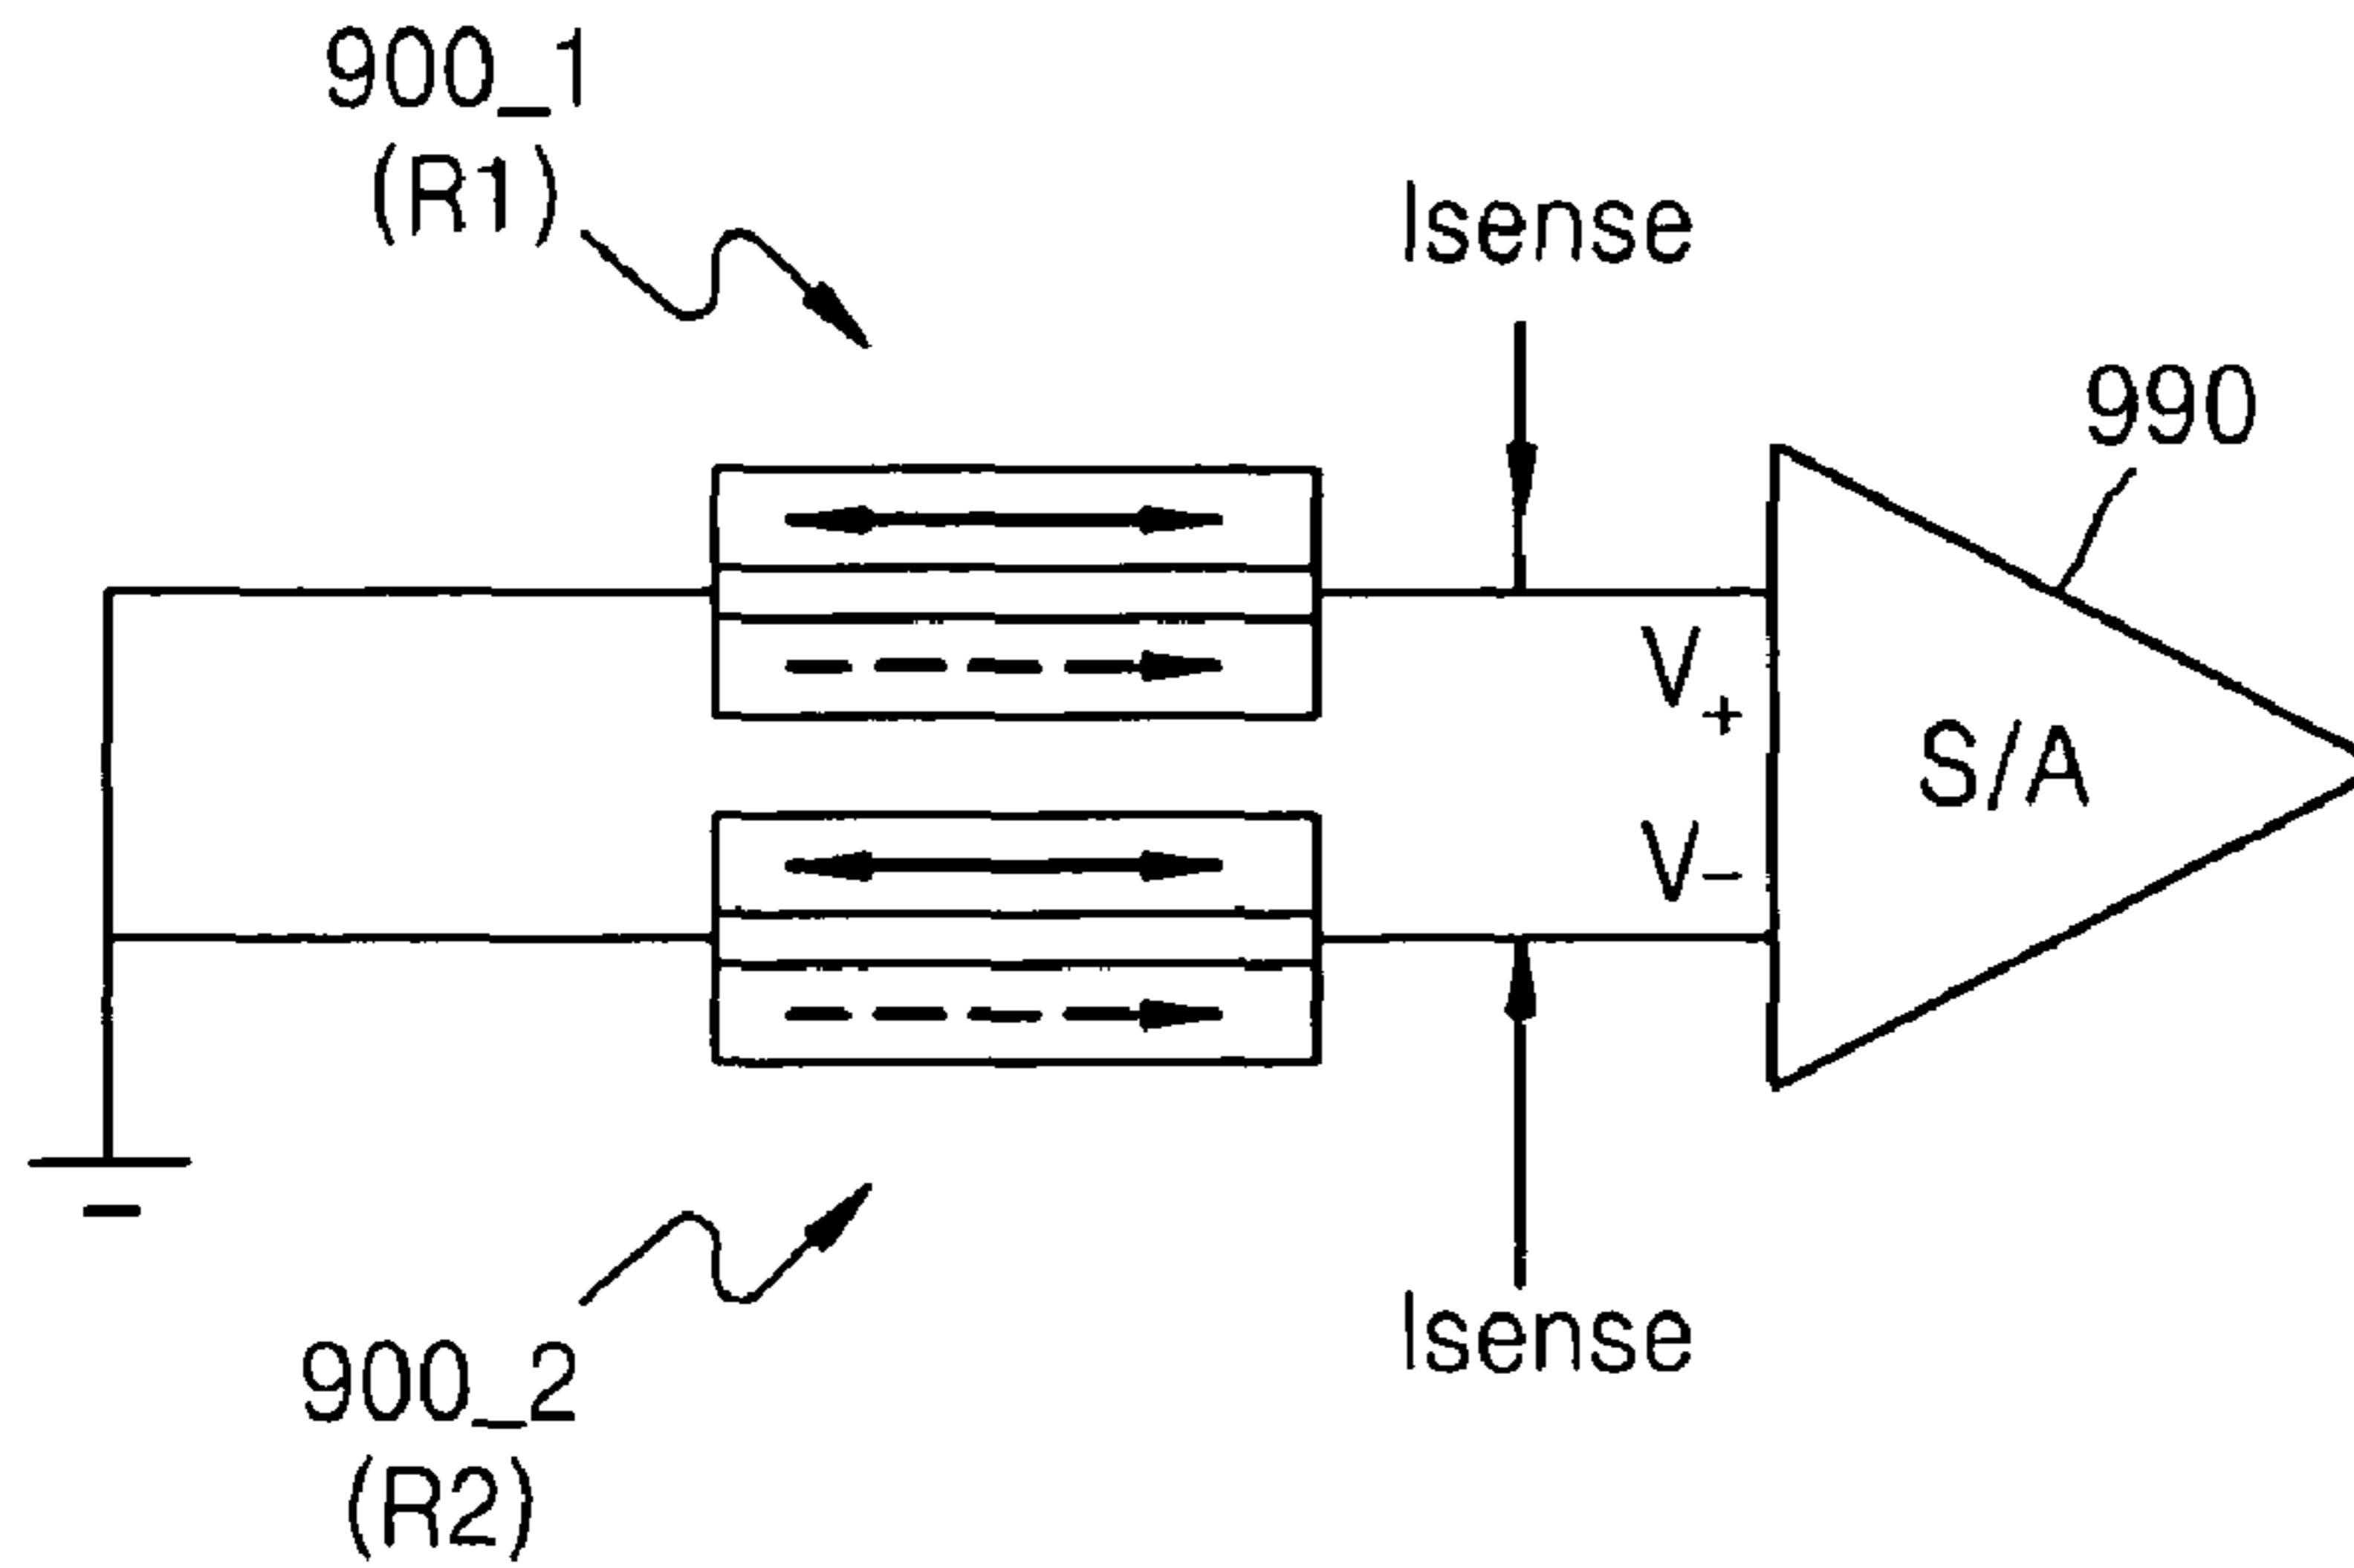 900_1
(R1)
Isense
990
V+
S/A
V-
Isense
900_2
(R2)